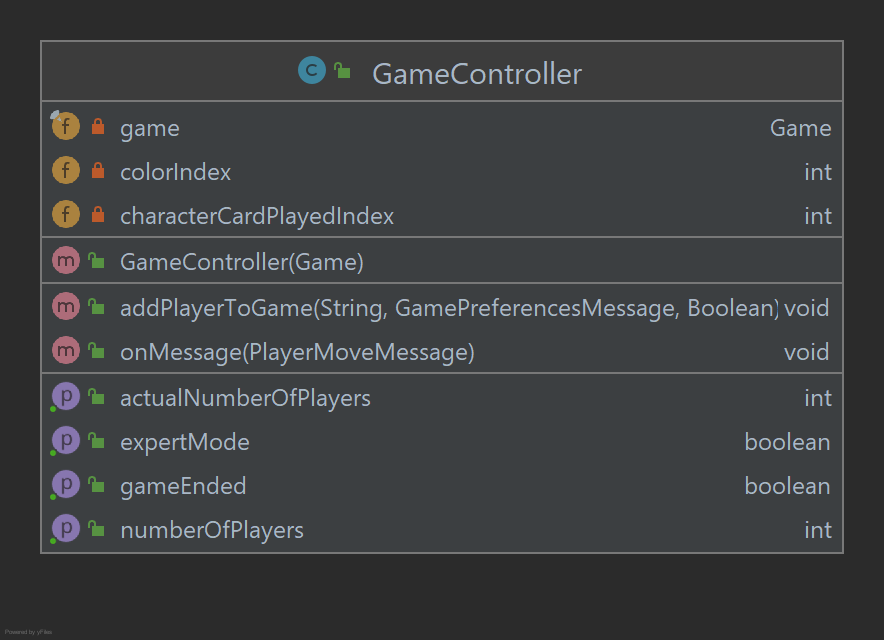 C GameController
f game Game
f colorIndex int
f characterCardPlayedIndex int
m GameController(Game)
m addPlayerToGame(String, GamePreferencesMessage, Boolean) void
m onMessage(PlayerMoveMessage) void
p actualNumberOfPlayers int
p expertMode boolean
p gameEnded boolean
p numberOfPlayers int
Powered by yFiles